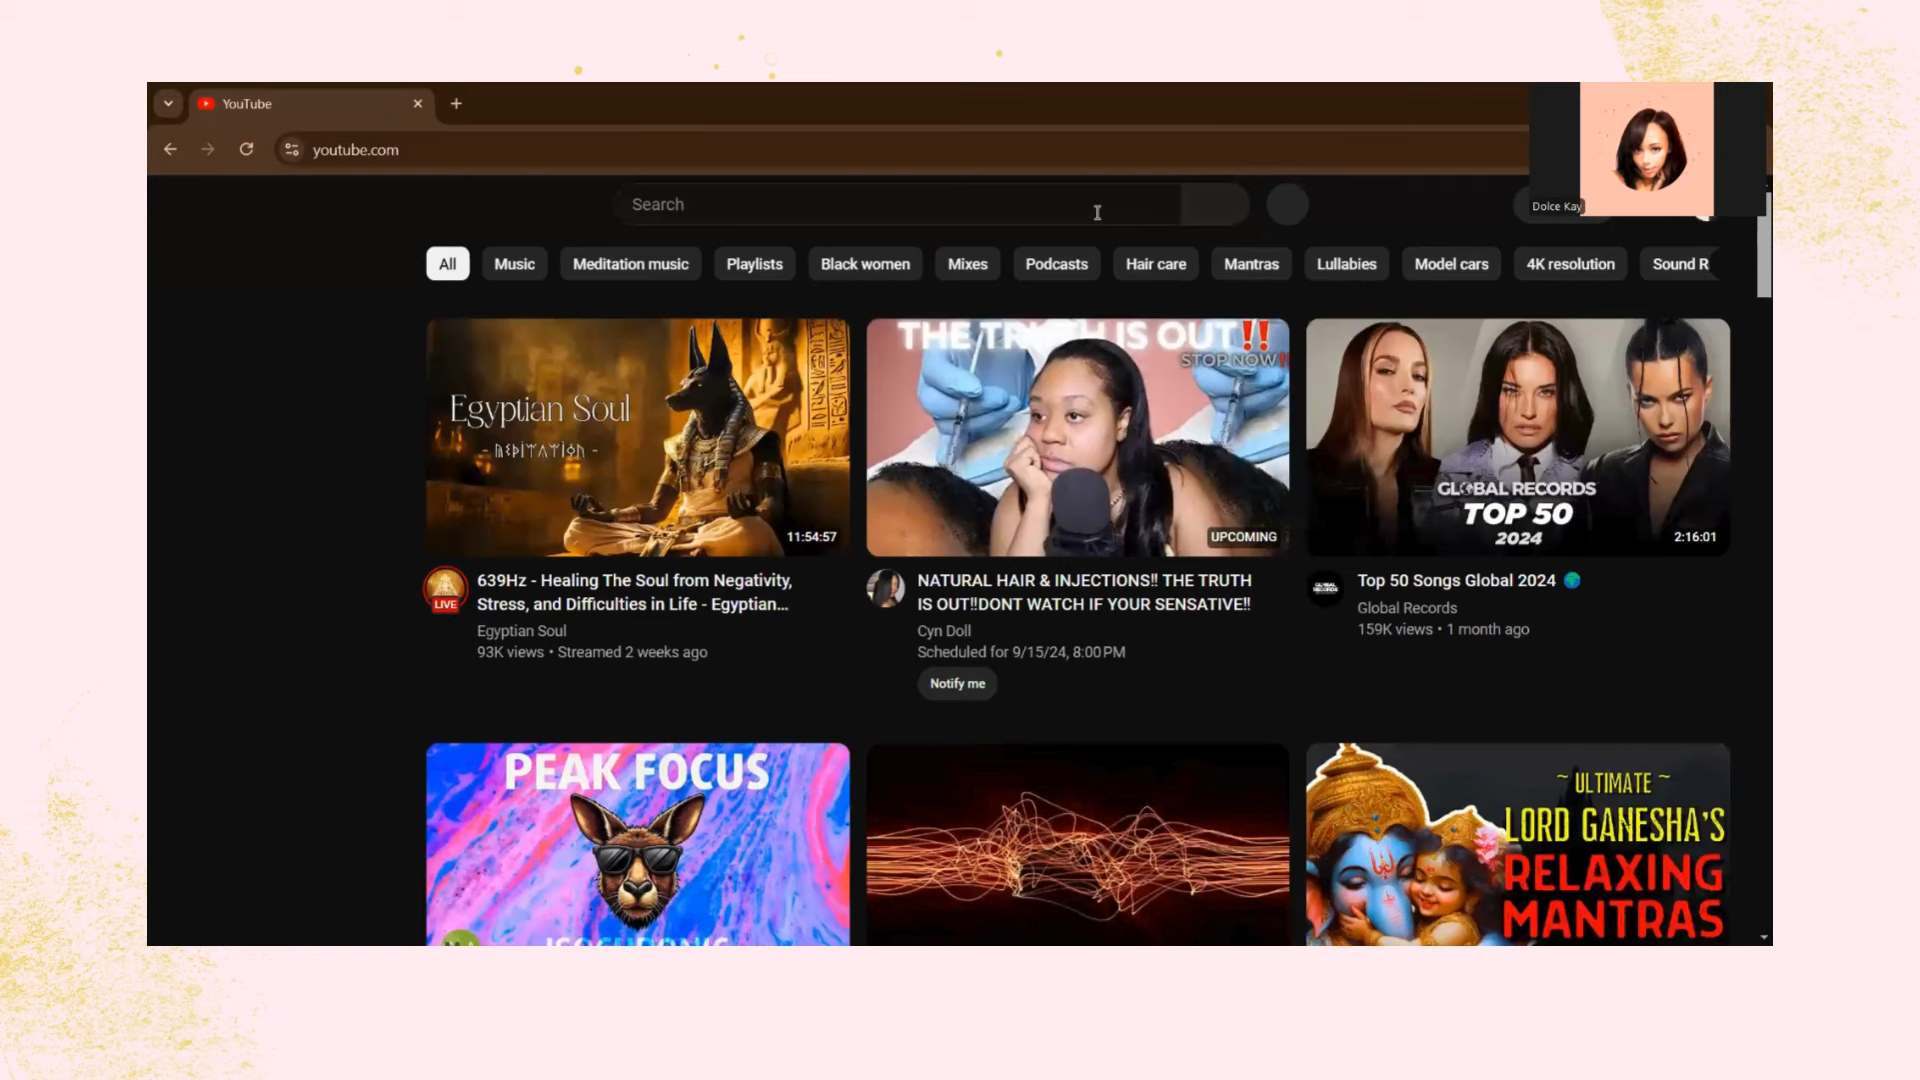 YouTube
youtube.com
Dolce Kay
Search
All
Music
Meditation music
Playlists
Black women
Mixes
Podcasts
Hair care
Mantras
Lullabies
Model cars
4K resolution
Sound R
Egyptian Soul
11:54:57
THE TRUTH IS OUT‼
STOP NOW‼
UPCOMING
GLOBAL RECORDS
TOP 50
2024
2:16:01
LIVE
639Hz - Healing The Soul from Negativity,
Stress, and Difficulties in Life - Egyptian...
Egyptian Soul
93K views • Streamed 2 weeks ago
NATURAL HAIR & INJECTIONS‼ THE TRUTH
IS OUT‼DONT WATCH IF YOUR SENSATIVE‼
Cyn Doll
Scheduled for 9/15/24, 8:00 PM
Notify me
GLOBAL
RECORDS
Top 50 Songs Global 2024
Global Records
159K views • 1 month ago
PEAK FOCUS
~ ULTIMATE ~
LORD GANESHA'S
RELAXING
MANTRAS